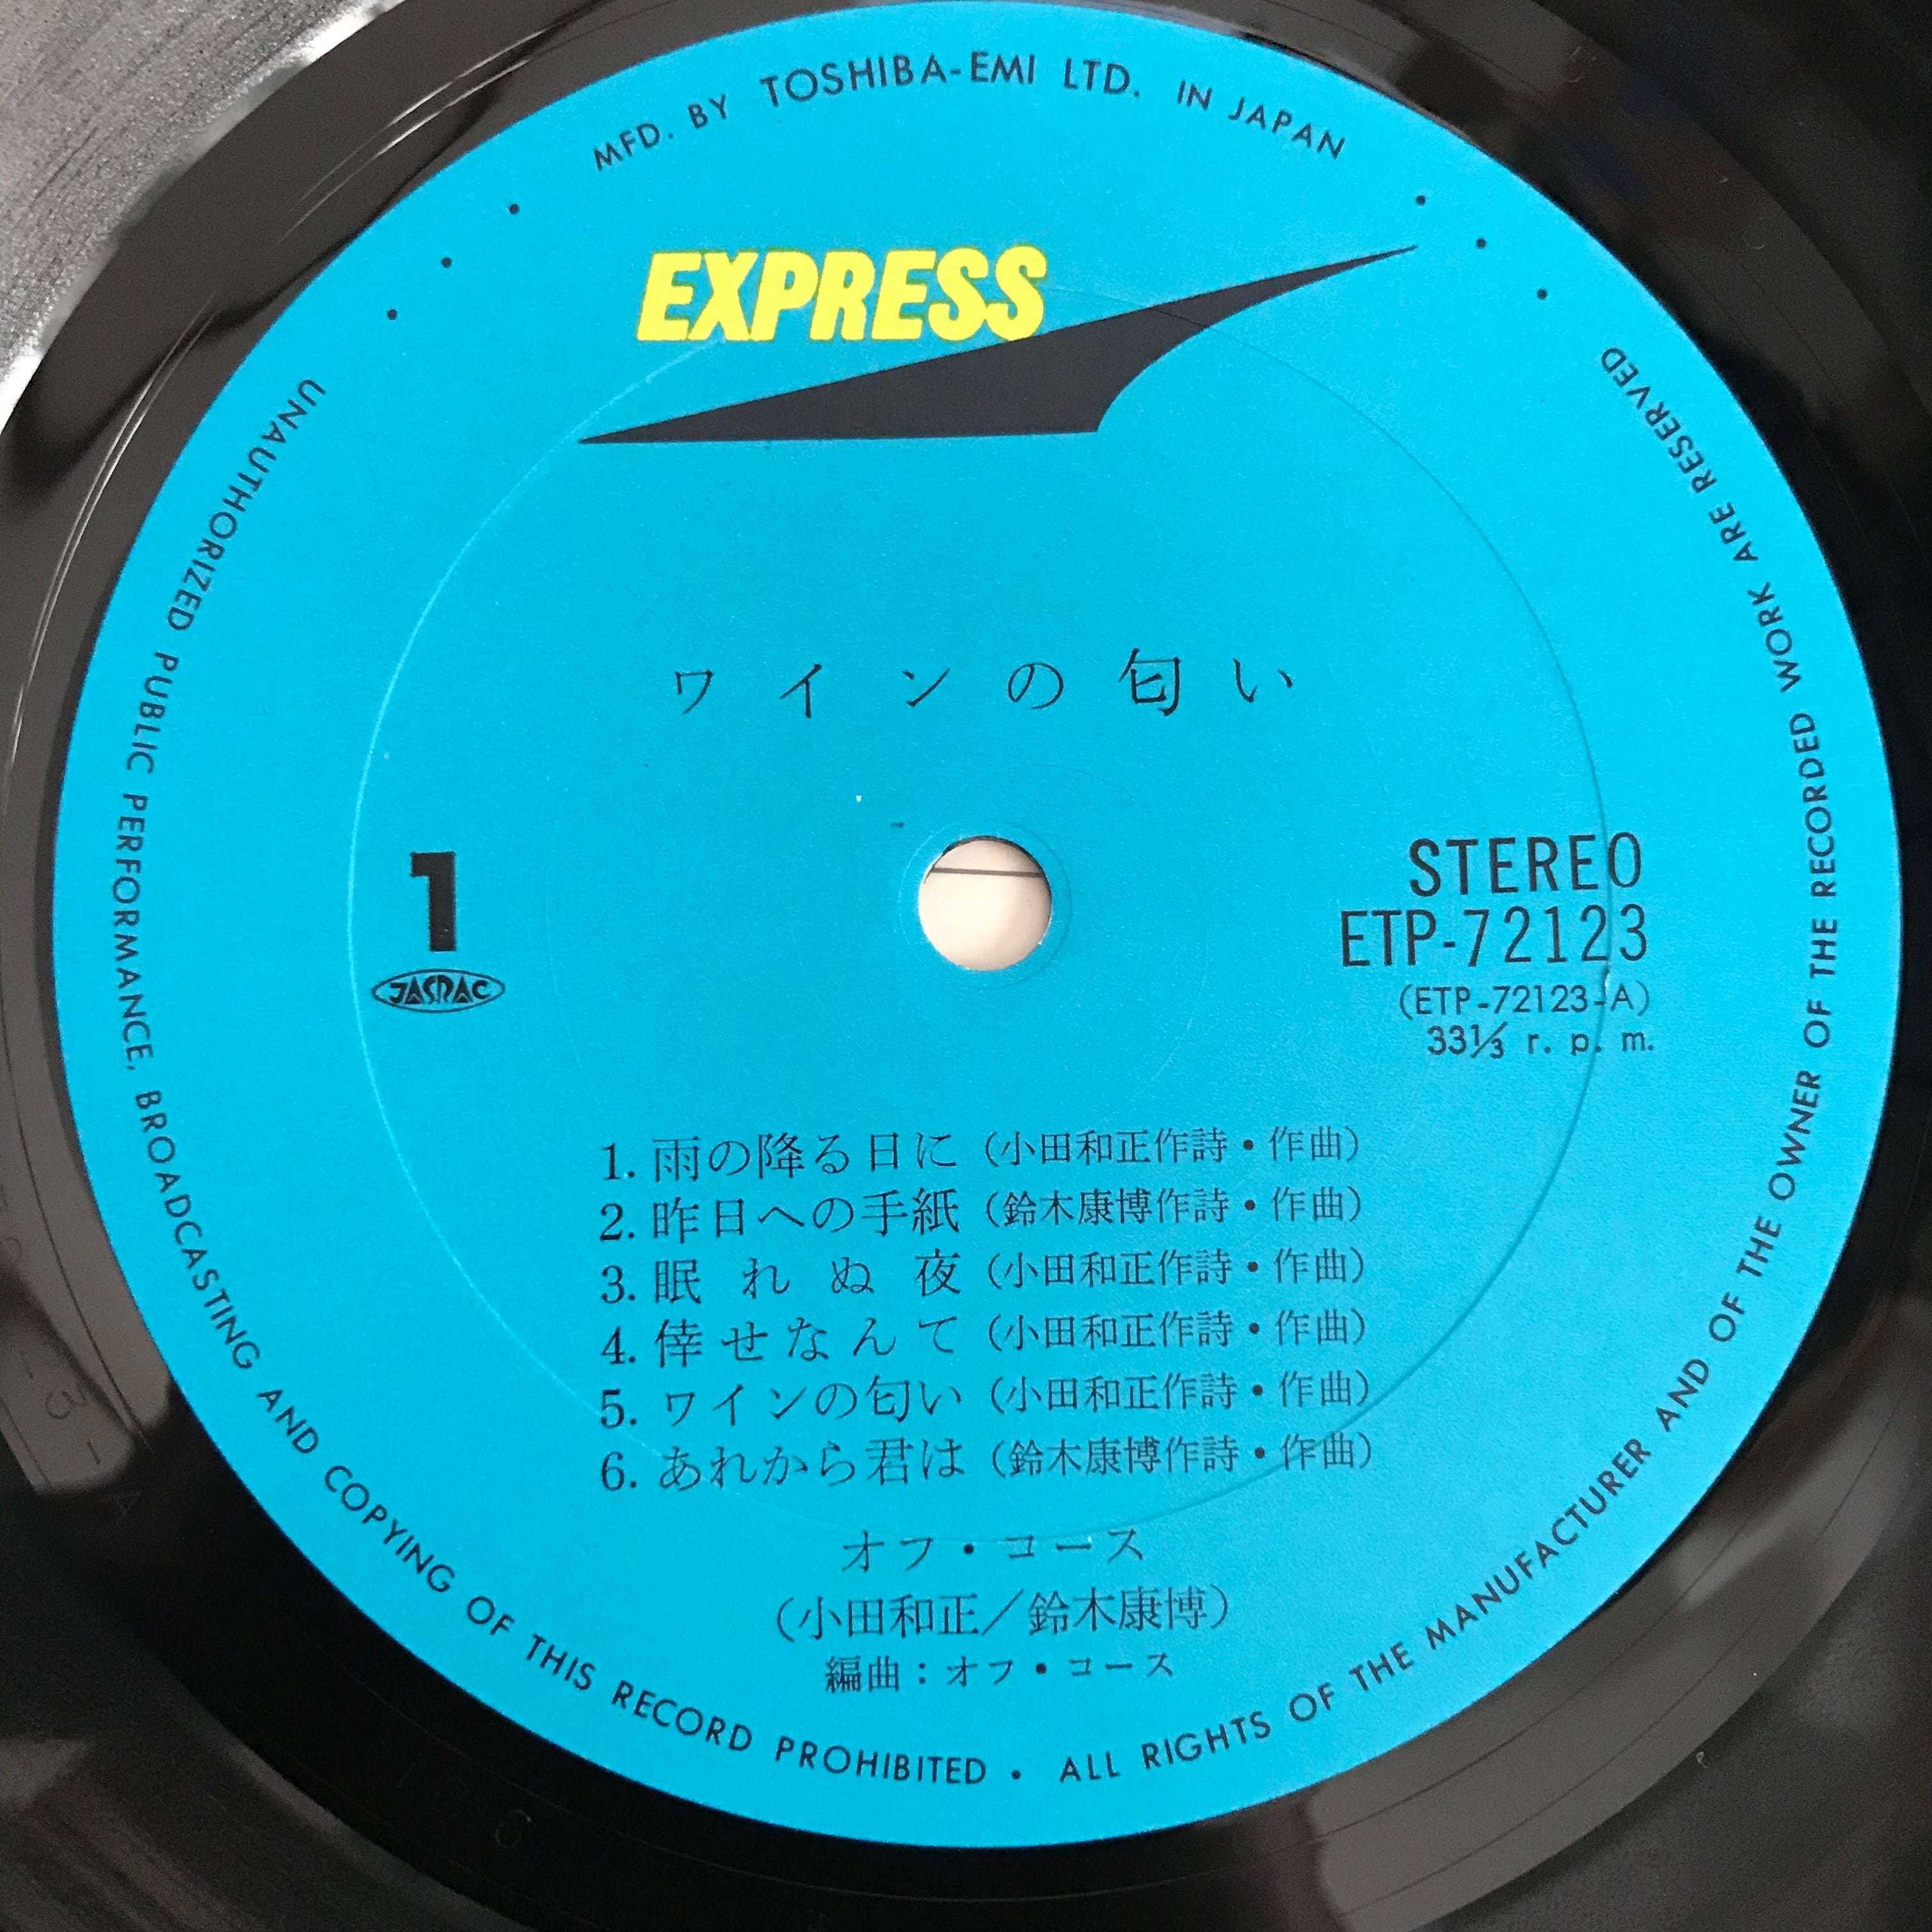 MFD. BY TOSHIBA-EMI LTD. IN JAPAN
EXPRESS
ワインの匂い
1
JASRAC
STEREO
ETP-72123
(ETP-72123-A)
33⅓ r. p. m.
1. 雨の降る日に (小田和正作詩・作曲)
2. 昨日への手紙 (鈴木康博作詩・作曲)
3. 眠れぬ夜 (小田和正作詩・作曲)
4. 倖せなんて (小田和正作詩・作曲)
5. ワインの匂い (小田和正作詩・作曲)
6. あれから君は (鈴木康博作詩・作曲)
オフ・コース
(小田和正／鈴木康博)
編曲：オフ・コース
UNAUTHORIZED PUBLIC PERFORMANCE, BROADCASTING AND COPYING OF THIS RECORD PROHIBITED • ALL RIGHTS OF THE MANUFACTURER AND OF THE OWNER OF THE RECORDED WORK ARE RESERVED